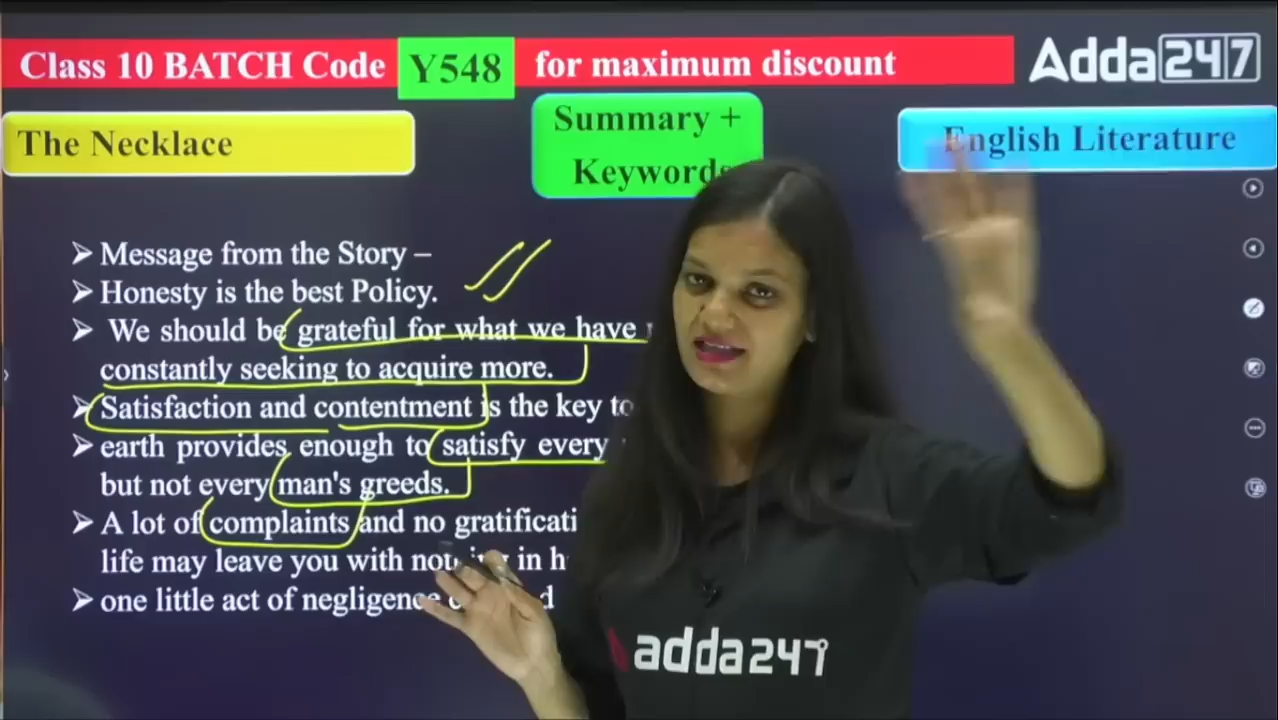 Class 10 BATCH Code Y548 for maximum discount
Adda247
The Necklace
Summary +
Keywords
English Literature
➢ Message from the Story –
➢ Honesty is the best Policy.
➢ We should be grateful for what we have
constantly seeking to acquire more.
➢ Satisfaction and contentment is the key to
➢ earth provides enough to satisfy every
but not every man's greeds.
➢ A lot of complaints and no
life may leave you with in
➢ one little act of negligence
adda247